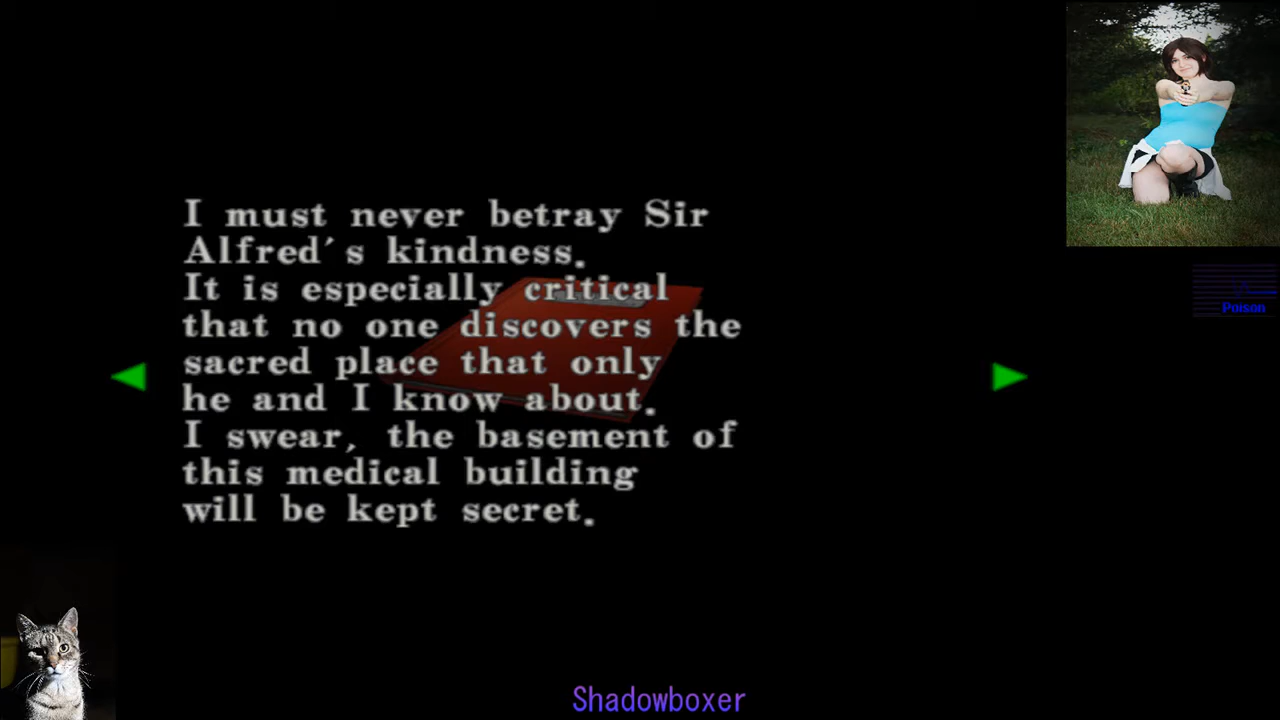 I must never betray Sir
Alfred's kindness.
It is especially critical
that no one discovers the
sacred place that only
he and I know about.
I swear, the basement of
this medical building
will be kept secret.
Poison
Shadowboxer